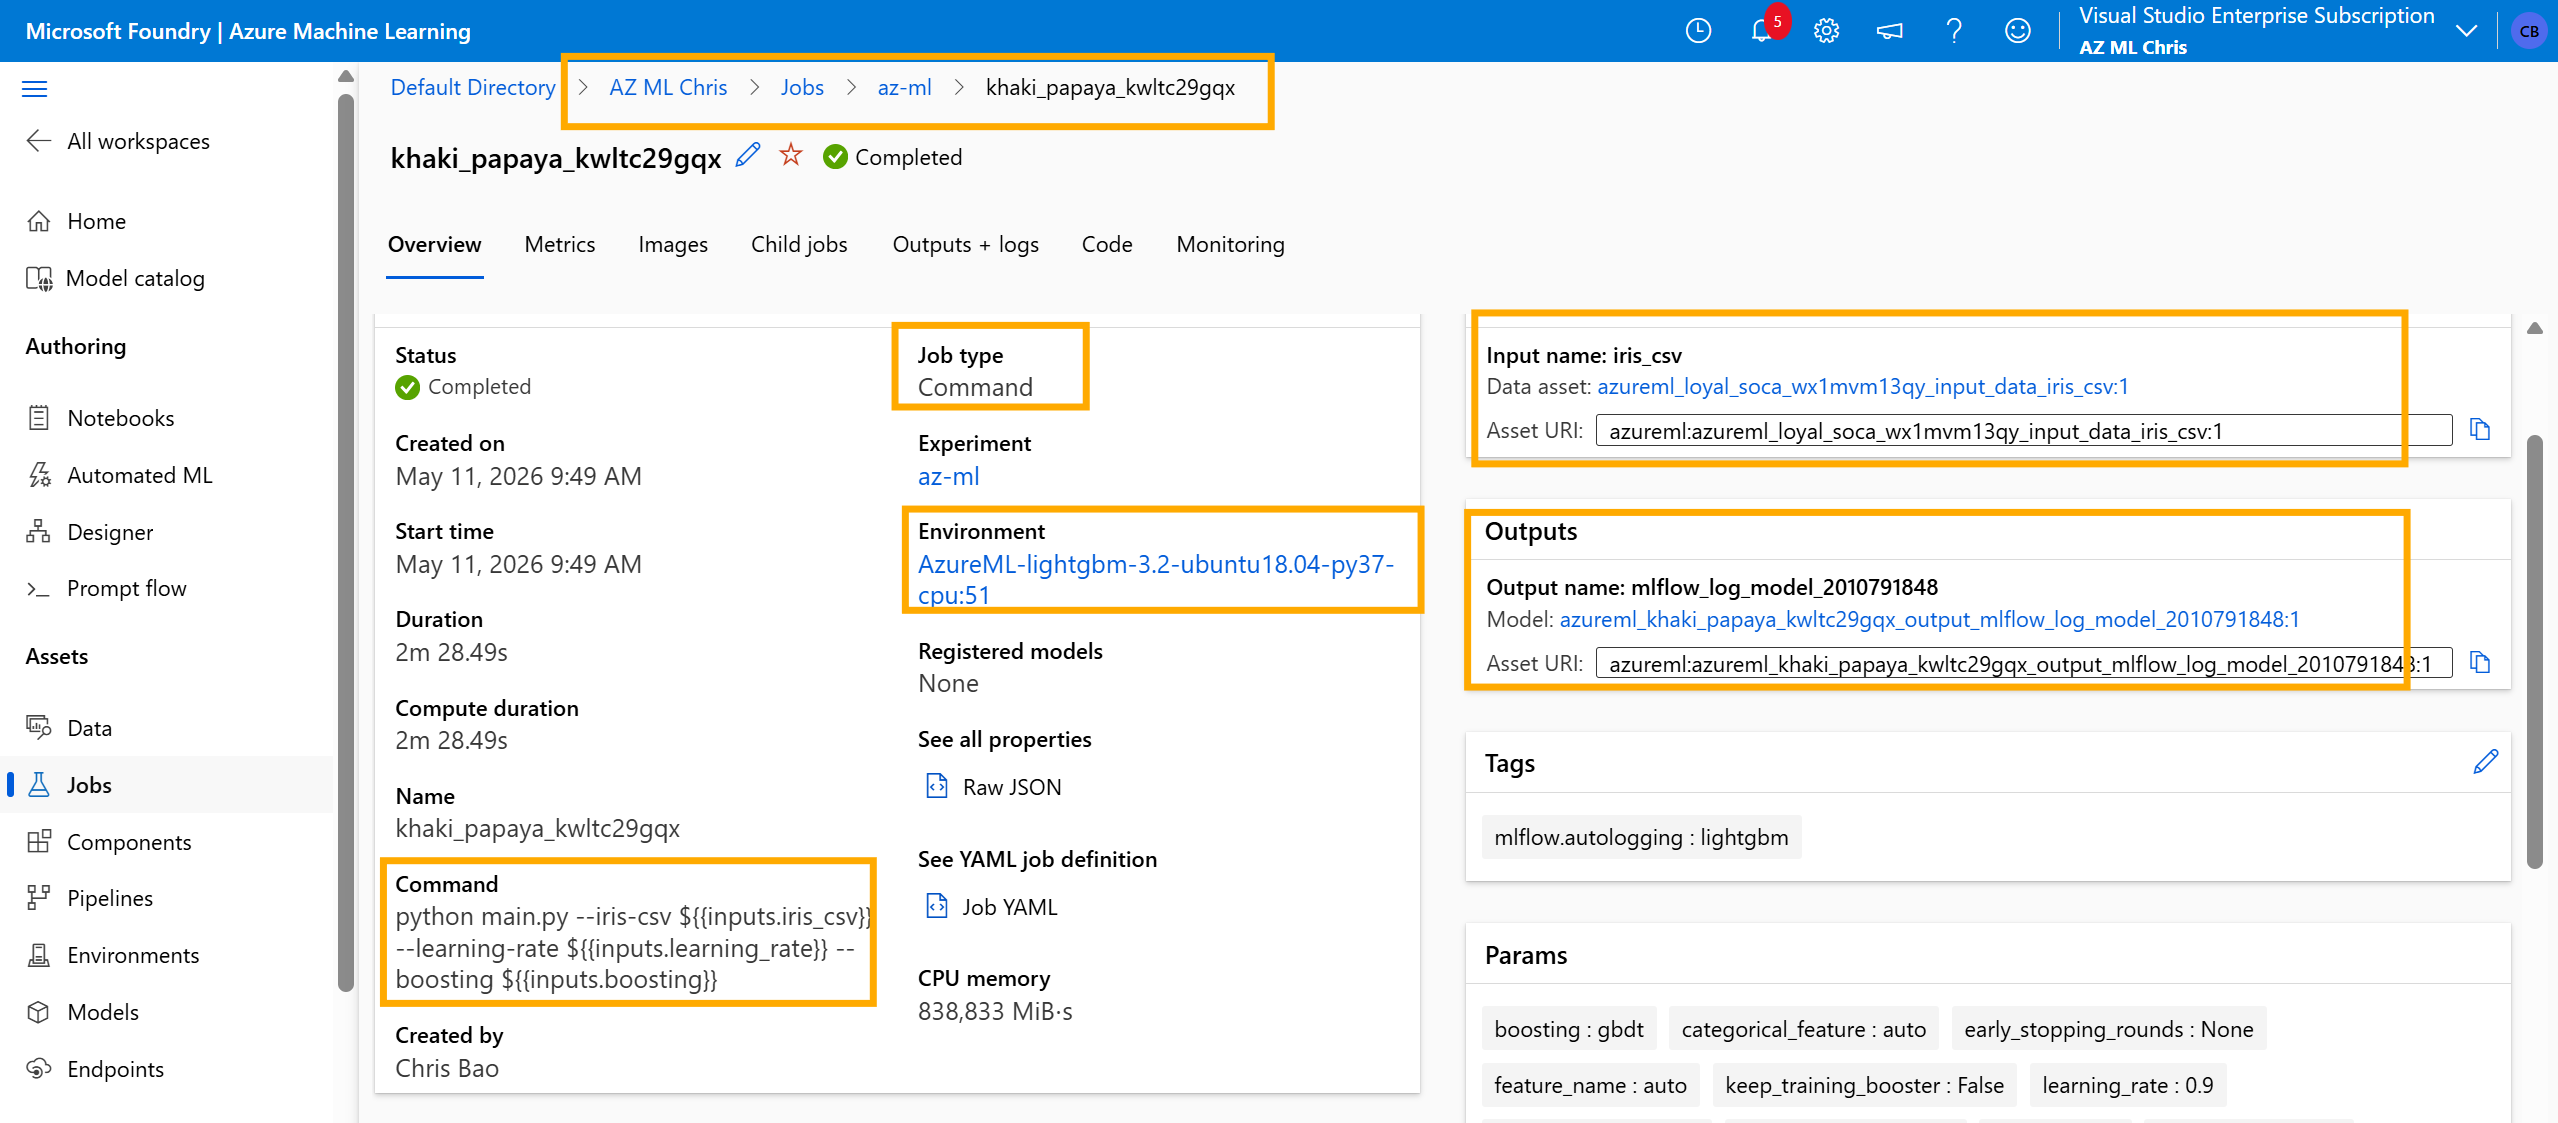 Microsoft Foundry | Azure Machine Learning
5
Visual Studio Enterprise Subscription
AZ ML Chris
CB
All workspaces
Home
Model catalog
Authoring
Notebooks
Automated ML
Designer
Prompt flow
Assets
Data
Jobs
Components
Pipelines
Environments
Models
Endpoints
Default Directory > AZ ML Chris > Jobs > az-ml > khaki_papaya_kwltc29gqx
khaki_papaya_kwltc29gqx Completed
Overview Metrics Images Child jobs Outputs + logs Code Monitoring
Status
Completed
Created on
May 11, 2026 9:49 AM
Start time
May 11, 2026 9:49 AM
Duration
2m 28.49s
Compute duration
2m 28.49s
Name
khaki_papaya_kwltc29gqx
Command
python main.py --iris-csv ${{inputs.iris_csv}}
--learning-rate ${{inputs.learning_rate}} --
boosting ${{inputs.boosting}}
Created by
Chris Bao
Job type
Command
Experiment
az-ml
Environment
AzureML-lightgbm-3.2-ubuntu18.04-py37-
cpu:51
Registered models
None
See all properties
Raw JSON
See YAML job definition
Job YAML
CPU memory
838,833 MiB·s
Input name: iris_csv
Data asset: azureml_loyal_soca_wx1mvm13qy_input_data_iris_csv:1
Asset URI: azureml:azureml_loyal_soca_wx1mvm13qy_input_data_iris_csv:1
Outputs
Output name: mlflow_log_model_2010791848
Model: azureml_khaki_papaya_kwltc29gqx_output_mlflow_log_model_2010791848:1
Asset URI: azureml:azureml_khaki_papaya_kwltc29gqx_output_mlflow_log_model_2010791848:1
Tags
mlflow.autologging : lightgbm
Params
boosting : gbdt categorical_feature : auto early_stopping_rounds : None
feature_name : auto keep_training_booster : False learning_rate : 0.9